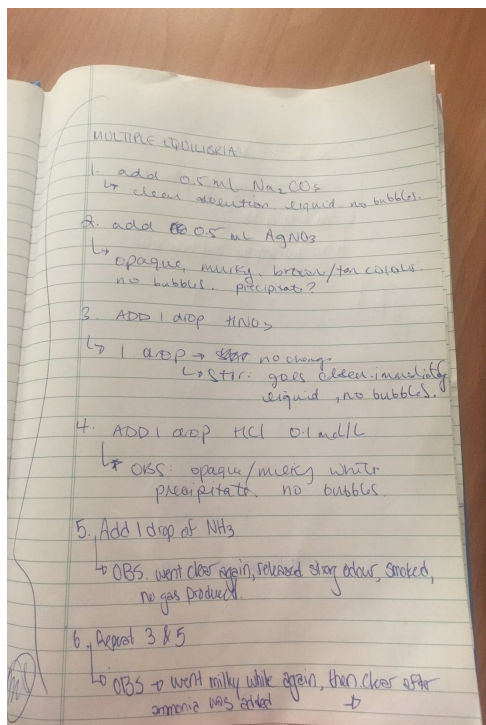 MULTIPLE EQUILIBRIA
1. add 0.5 mL Na2CO3
↳ clear solution liquid. no bubbles.
2. add 0.5 mL AgNO3
↳ opaque, milky. brown/tan colour.
no bubbles. precipitate?
3. ADD 1 drop HNO3
↳ 1 drop → no change
↳ stir: goes clear immediately
liquid, no bubbles.
4. ADD 1 drop HCl 0.1 mol/L
↳ OBS: opaque/milky white
precipitate. no bubbles.
5. Add 1 drop of NH3
↳ OBS. went clear again, released strong odour, smoked,
no gas product.
6. Repeat 3 & 5
↳ OBS → went milky white again, then clear after
ammonia was added →